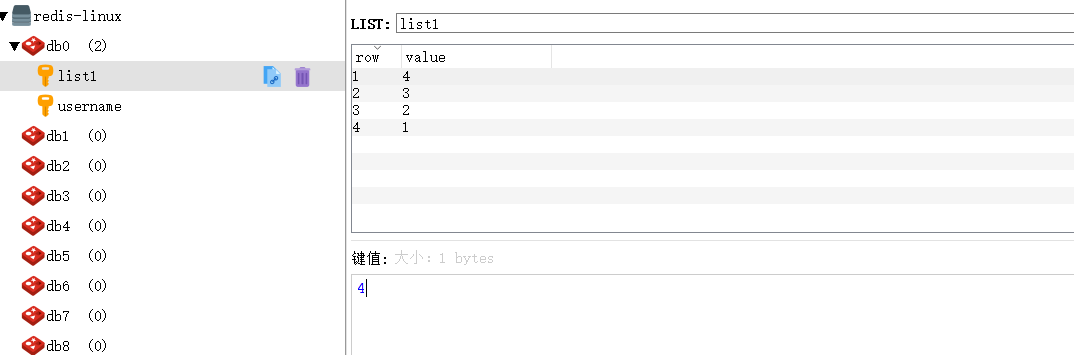 redis-linux
db0 (2)
list1
username
db1 (0)
db2 (0)
db3 (0)
db4 (0)
db5 (0)
db6 (0)
db7 (0)
db8 (0)
LIST: list1
row value
1 4
2 3
3 2
4 1
键值: 大小: 1 bytes
4